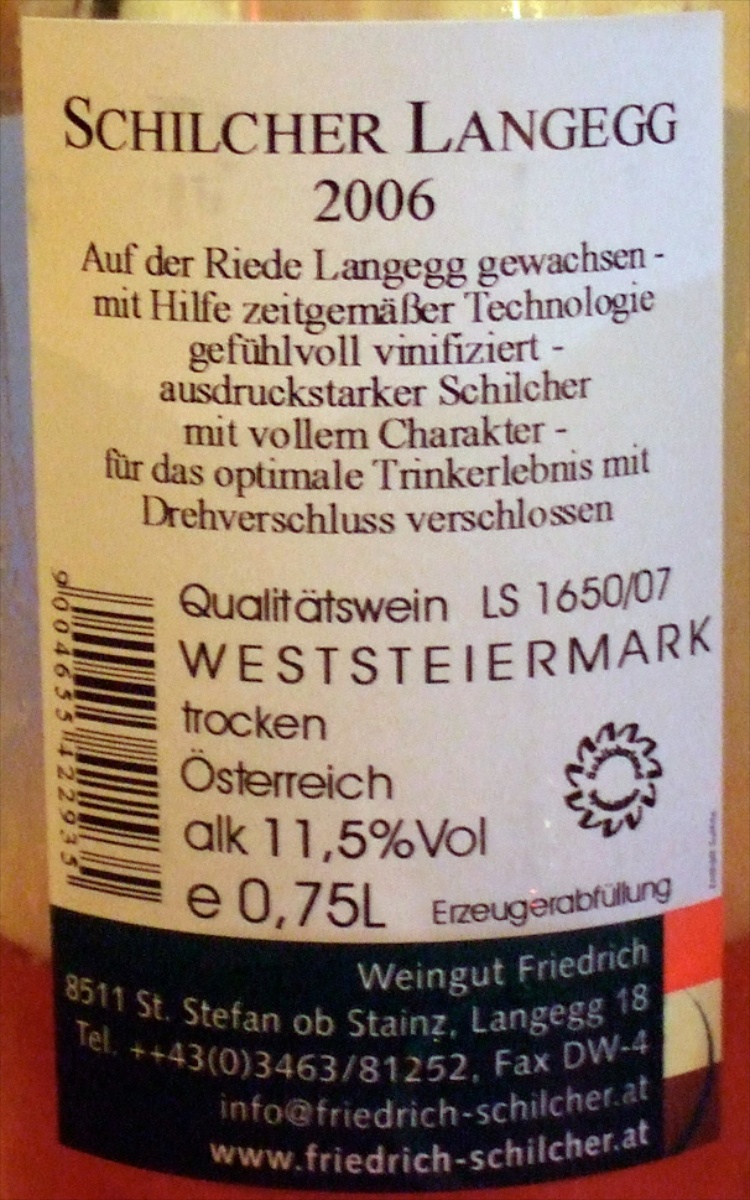 SCHILCHER LANGEGG
2006
Auf der Riede Langegg gewachsen -
mit Hilfe zeitgemäßer Technologie
gefühlvoll vinifiziert -
ausdruckstarker Schilcher
mit vollem Charakter -
für das optimale Trinkerlebnis mit
Drehverschluss verschlossen
Qualitätswein LS 1650/07
WESTSTEIERMARK
trocken
Österreich
alk 11,5%Vol
e 0,75L Erzeugerabfüllung
9 004655 422935
Weingut Friedrich
8511 St. Stefan ob Stainz, Langegg 18
Tel. ++43(0)3463/81252, Fax DW-4
info@friedrich-schilcher.at
www.friedrich-schilcher.at